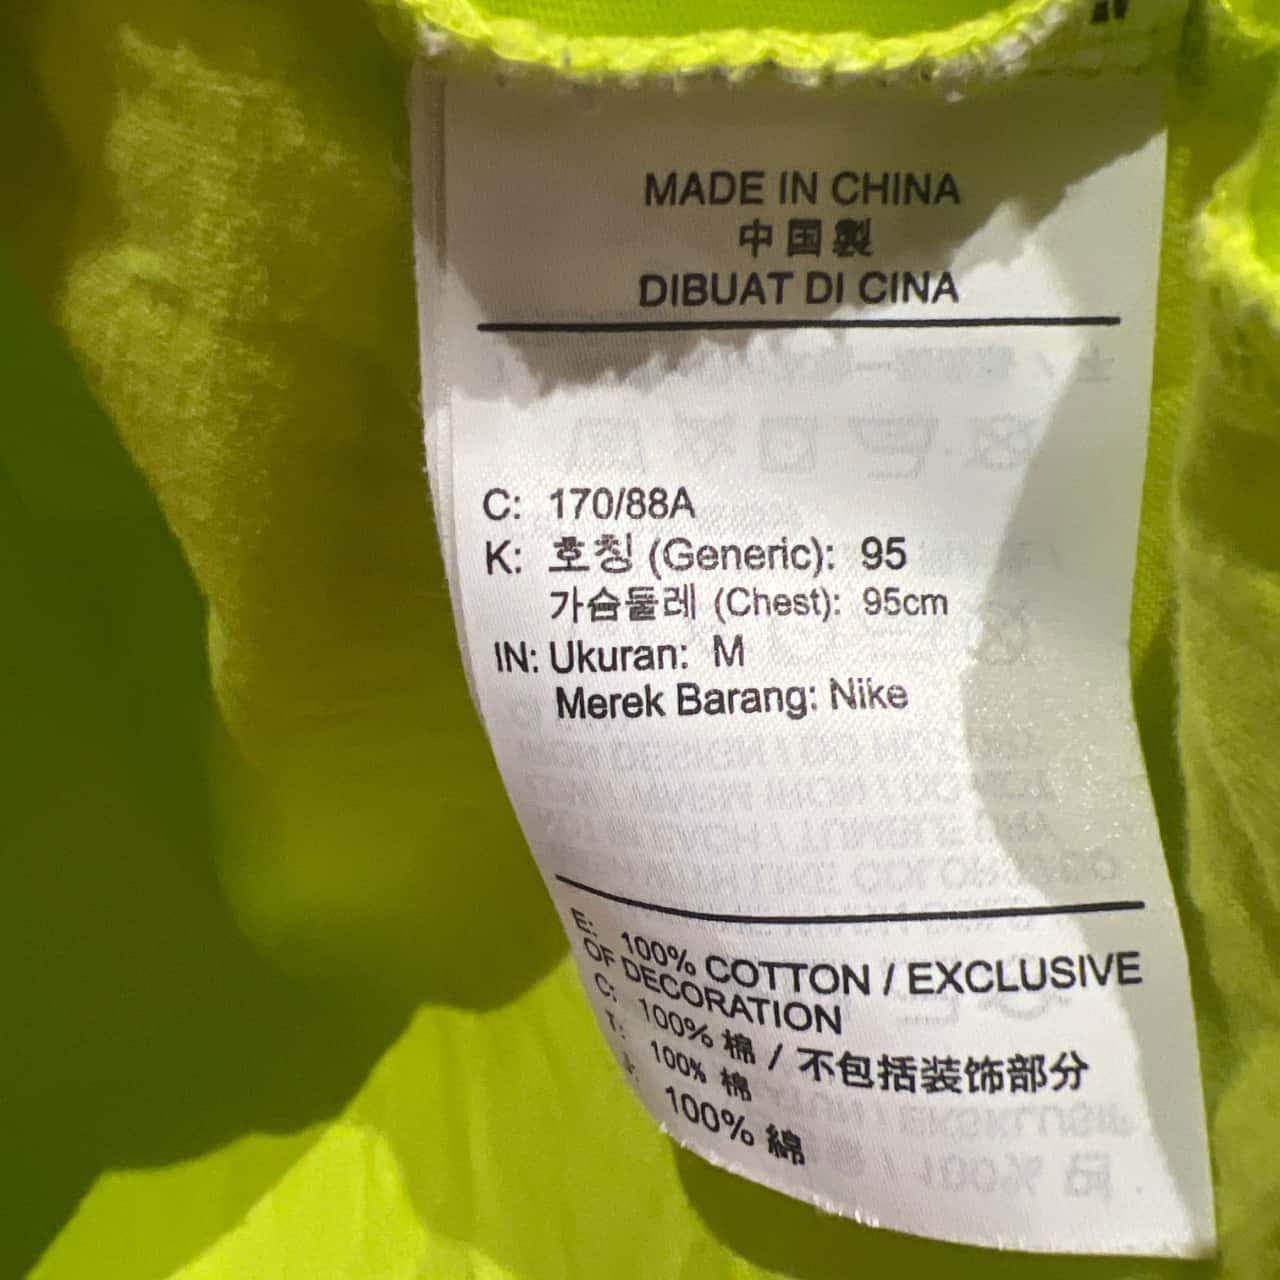 MADE IN CHINA
中国製
DIBUAT DI CINA
C: 170/88A
K: 호칭 (Generic): 95
가슴둘레 (Chest): 95cm
IN: Ukuran: M
Merek Barang: Nike
E: 100% COTTON / EXCLUSIVE
OF DECORATION
C: 100% 棉 / 不包括装饰部分
T: 100% 棉
100% 綿